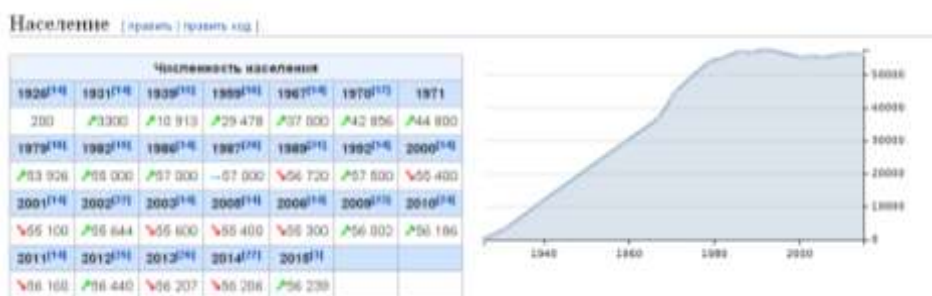 Население [ править | править код ]
Численность населения
1926[14] 1931[14] 1939[15] 1959[16] 1967[14] 1970[17] 1971
200 ↗3300 ↗10 913 ↗29 478 ↗37 000 ↗42 856 ↗44 800
1979[18] 1982[19] 1986[14] 1987[20] 1989[21] 1992[14] 2000[14]
↗53 926 ↗55 000 ↗57 000 →57 000 ↘56 720 ↗57 800 ↘55 400
2001[14] 2002[22] 2003[14] 2005[14] 2006[14] 2009[23] 2010[24]
↘55 100 ↗55 644 ↘55 600 ↘55 400 ↘55 300 ↗56 002 ↗56 186
2011[14] 2012[25] 2013[26] 2014[27] 2015[1]
↘56 160 ↗56 440 ↘56 207 ↘56 206 ↗56 239
50000
40000
30000
20000
10000
0
1940 1960 1980 2000